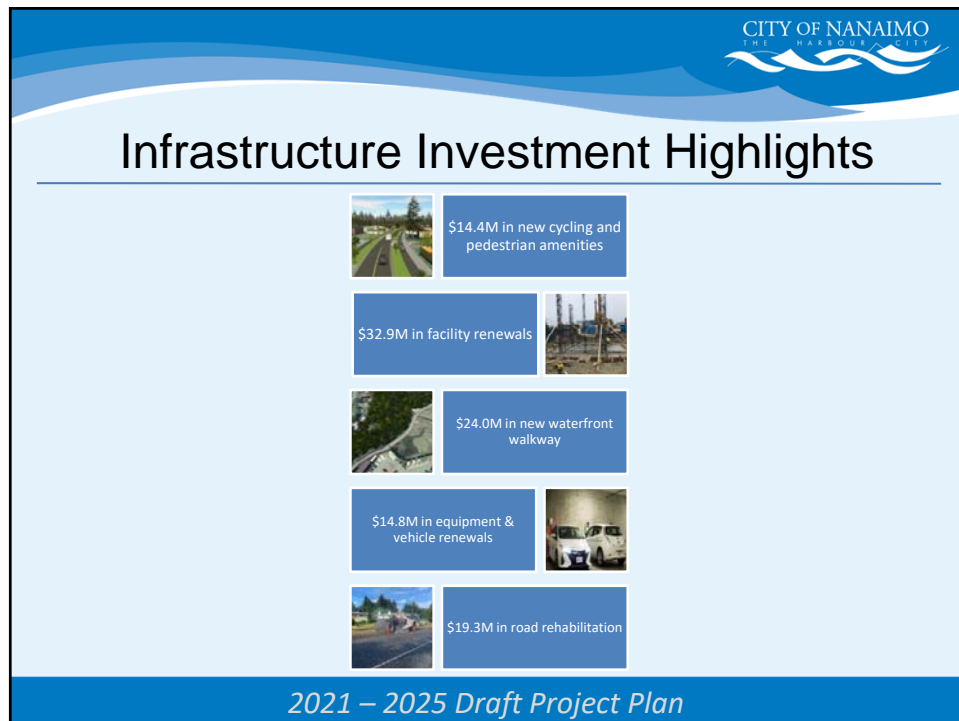 CITY OF NANAIMO
THE HARBOUR CITY
Infrastructure Investment Highlights
$14.4M in new cycling and
pedestrian amenities
$32.9M in facility renewals
$24.0M in new waterfront
walkway
$14.8M in equipment &
vehicle renewals
$19.3M in road rehabilitation
2021 – 2025 Draft Project Plan